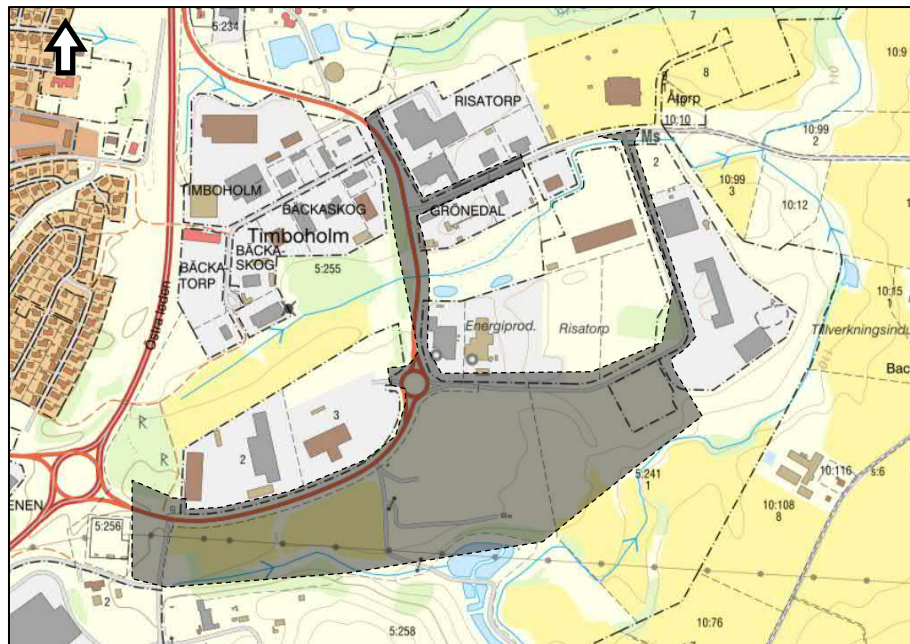 5:234
7
10:9
8
RISATORP
Åtorp
10:10
110
Ms
10:99
2
2
10:99
3
TIMBOHOLM
BÄCKASKOG
GRÖNEDAL
10:12
Timboholm
BÄCKA-
SKOG
BÄCKA
TORP
5:255
10:15
1
Östra leden
Energiprod.
Risatorp
Tillverkningsindu
110
Bac
3
R
2
R
ENEN
5:241
1
10:116
s:6
10:108
8
5:256
2
5:258
10:76